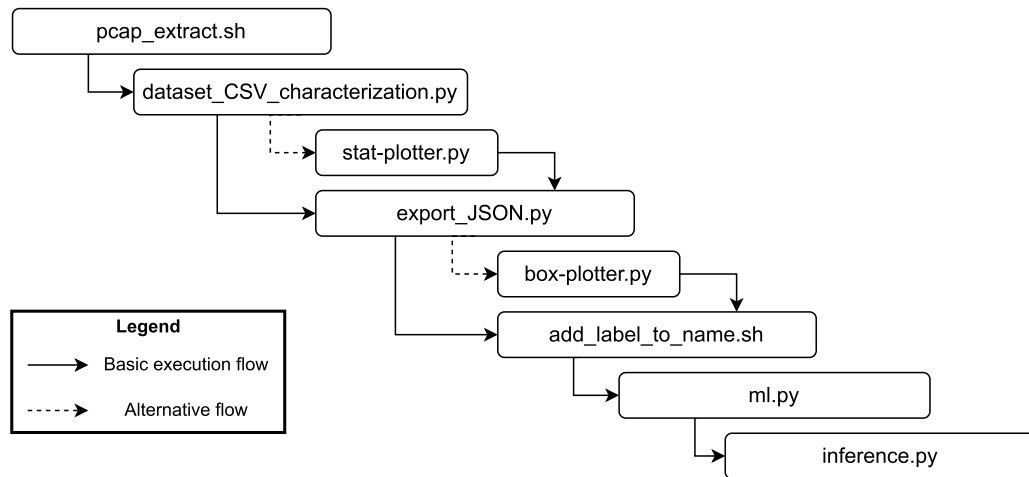 pcap_extract.sh
dataset_CSV_characterization.py
stat-plotter.py
export_JSON.py
box-plotter.py
add_label_to_name.sh
ml.py
inference.py
Legend
Basic execution flow
Alternative flow